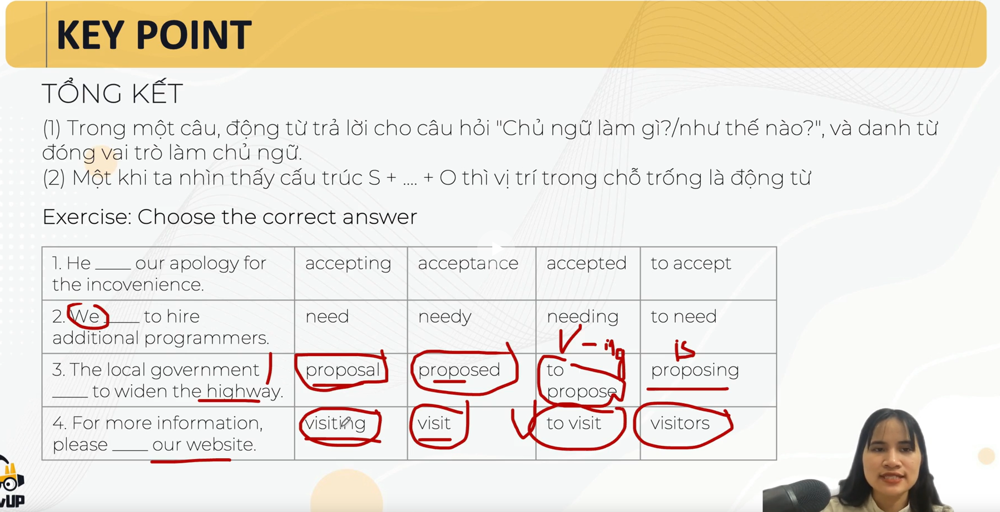 KEY POINT
TỔNG KẾT
(1) Trong một câu, động từ trả lời cho câu hỏi "Chủ ngữ làm gì?/như thế nào?", và danh từ
đóng vai trò làm chủ ngữ.
(2) Một khi ta nhìn thấy cấu trúc S + .... + O thì vị trí trong chỗ trống là động từ
Exercise: Choose the correct answer
1. He ____ our apology for
the incovenience.
accepting
acceptance
accepted
to accept
2. We ____ to hire
additional programmers.
need
needy
needing
to need
V-ing
is
3. The local government
____ to widen the highway.
proposal
proposed
to
propose
proposing
4. For more information,
please ____ our website.
visiting
visit
to visit
visitors
UP